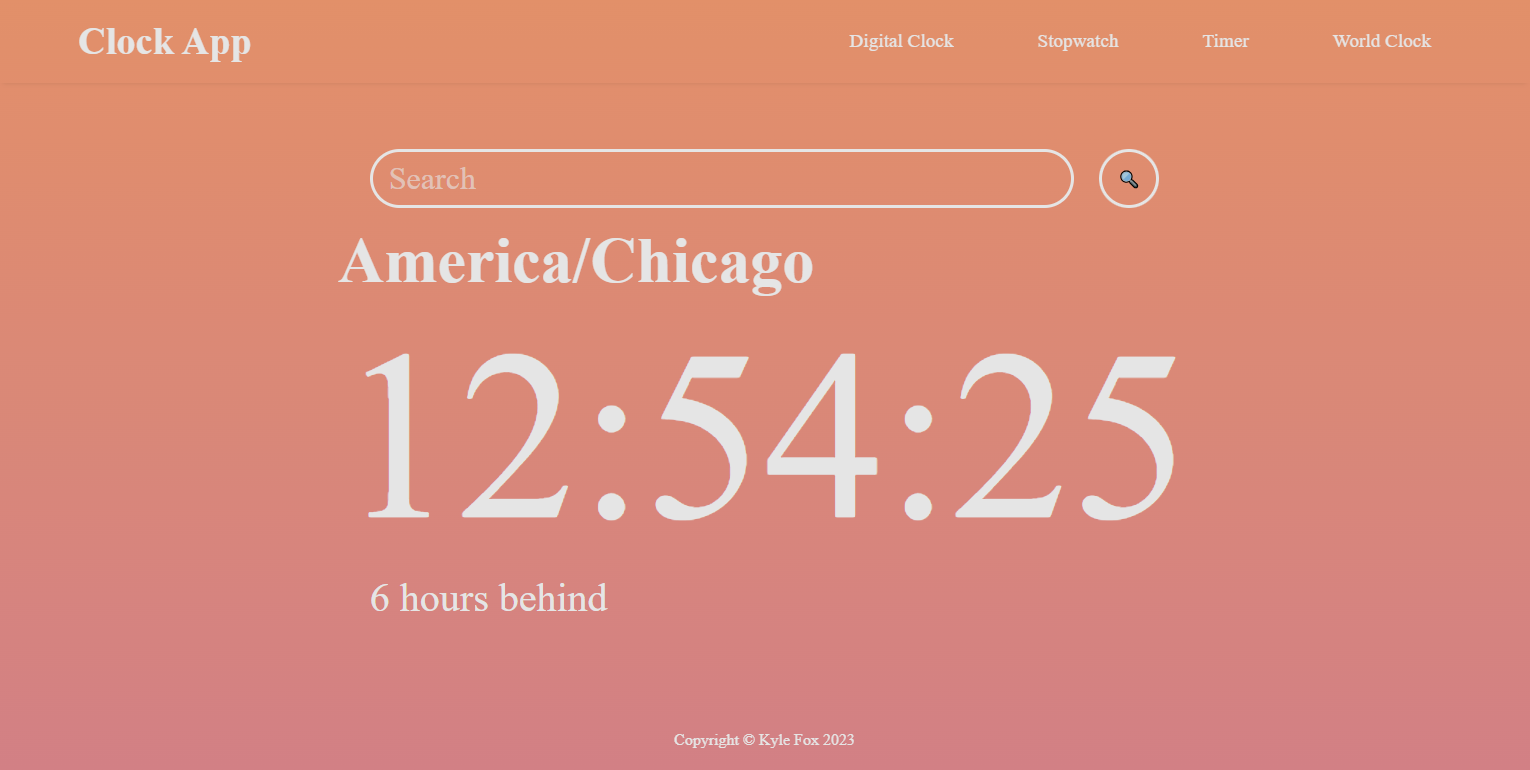 Clock App
Digital Clock Stopwatch Timer World Clock
Search
America/Chicago
12:54:25
6 hours behind
Copyright © Kyle Fox 2023